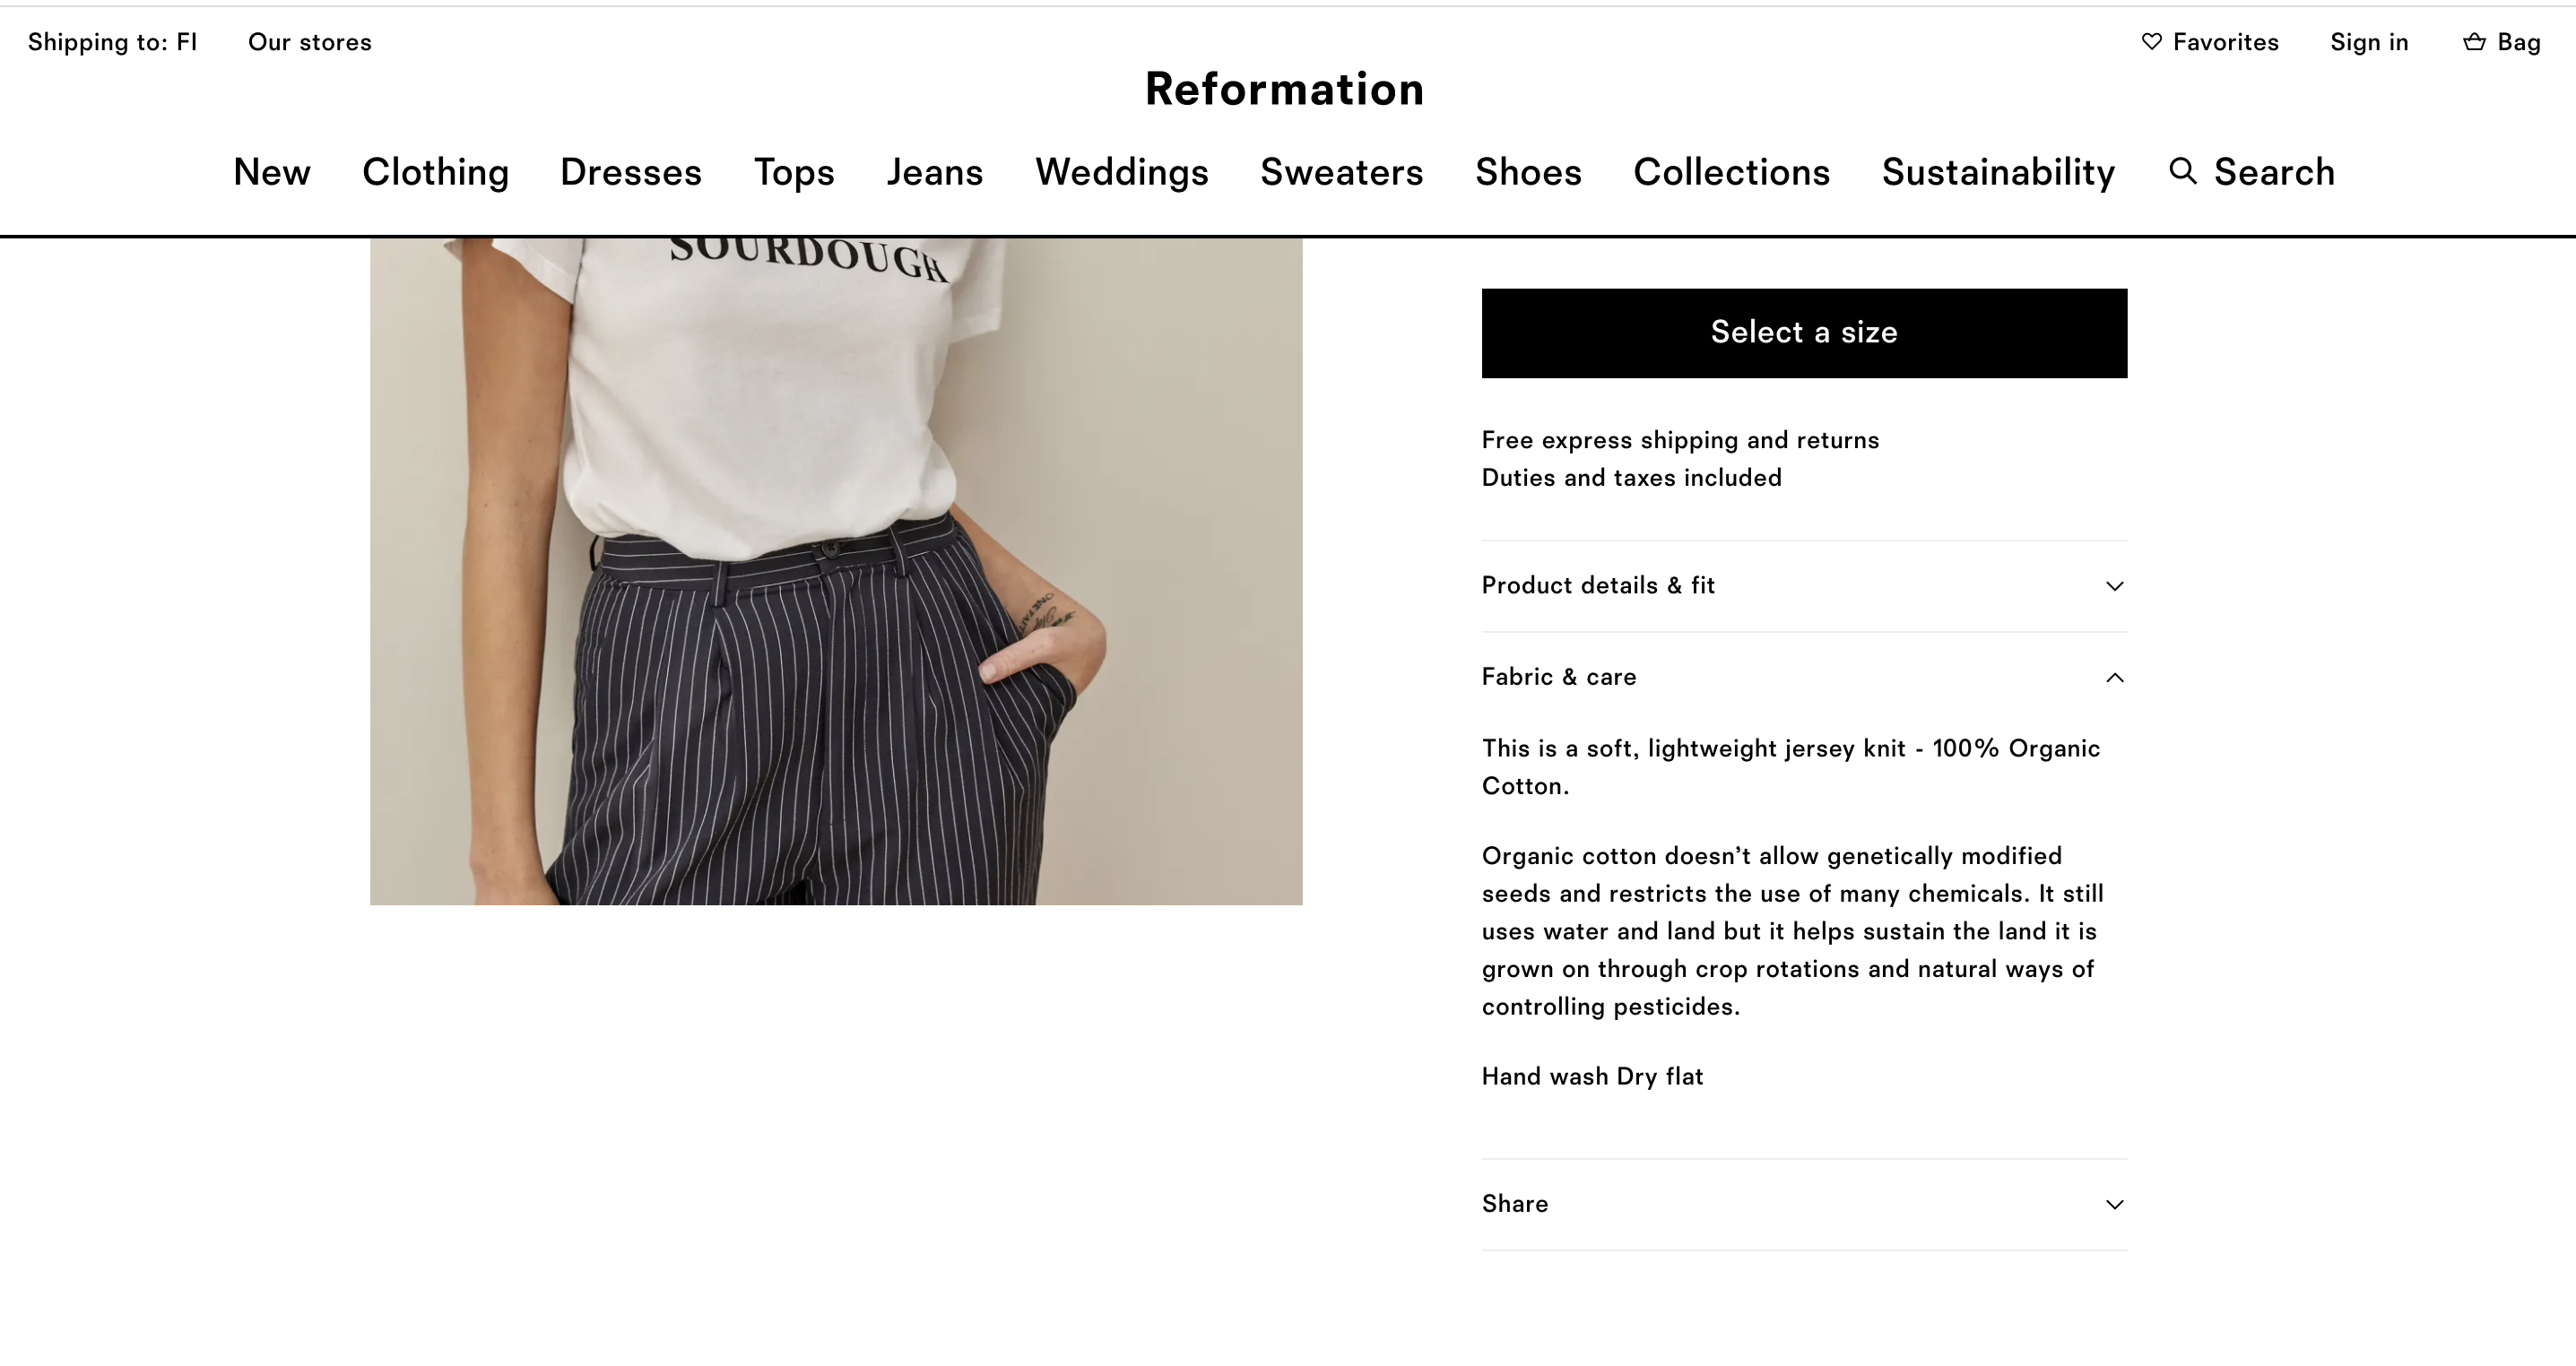 Shipping to: FI
Our stores
Favorites
Sign in
Bag
Reformation
New
Clothing
Dresses
Tops
Jeans
Weddings
Sweaters
Shoes
Collections
Sustainability
Search
SOURDOUGH
Select a size
Free express shipping and returns
Duties and taxes included
Product details & fit
Fabric & care
This is a soft, lightweight jersey knit - 100% Organic
Cotton.
Organic cotton doesn’t allow genetically modified
seeds and restricts the use of many chemicals. It still
uses water and land but it helps sustain the land it is
grown on through crop rotations and natural ways of
controlling pesticides.
Hand wash Dry flat
Share